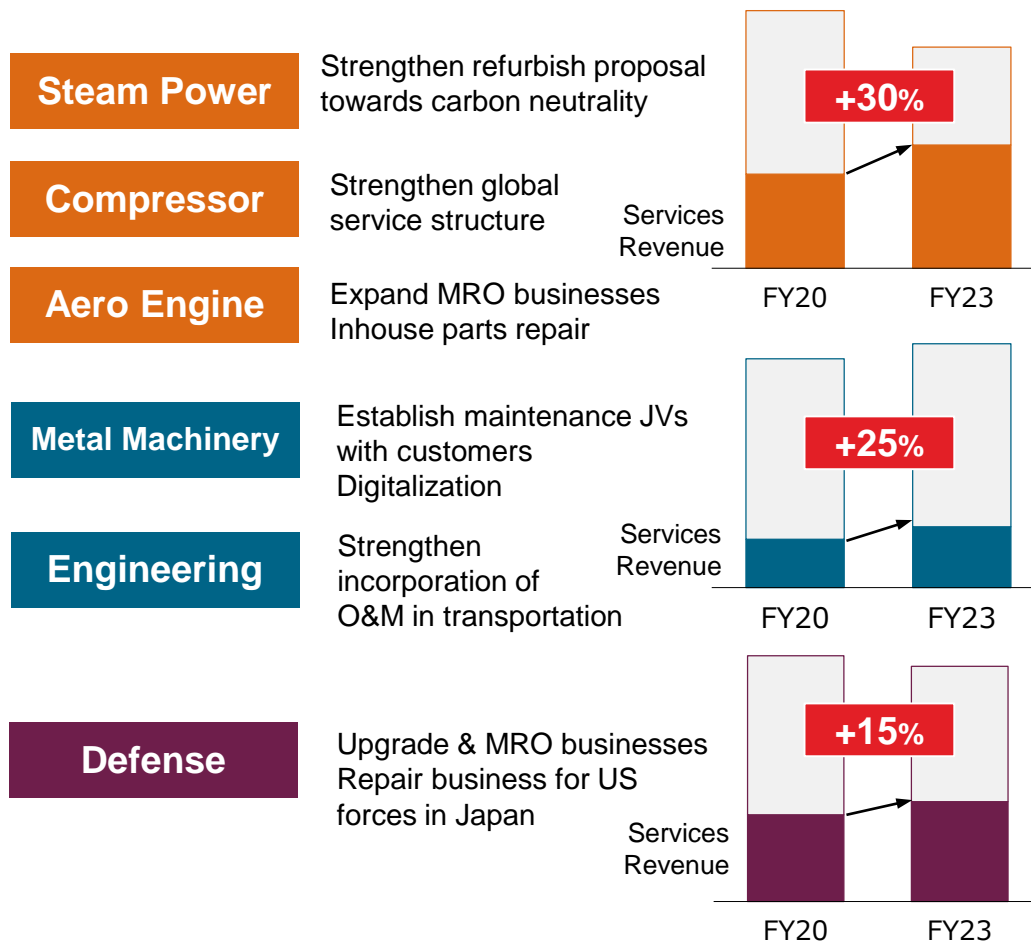 Steam Power
Strengthen refurbish proposal
towards carbon neutrality
Compressor
Strengthen global
service structure
Aero Engine
Expand MRO businesses
Inhouse parts repair
+30%
Services
Revenue
FY20
FY23
Metal Machinery
Establish maintenance JVs
with customers
Digitalization
Engineering
Strengthen
incorporation of
O&M in transportation
+25%
Services
Revenue
FY20
FY23
Defense
Upgrade & MRO businesses
Repair business for US
forces in Japan
+15%
Services
Revenue
FY20
FY23